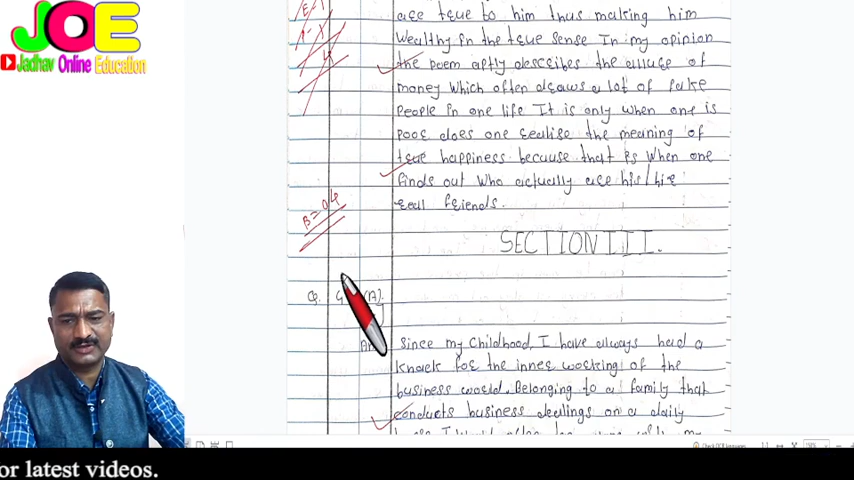 JOE
Jadhav Online Education
are true to him thus making him
wealthy in the true sense In my opinion
the poem aptly describes the allure of
money which often draws a lot of fake
people in one life It is only when one is
poor does one realise the meaning of
true happiness because that is when one
finds out who actually are his/hir
real friends.
B=04
SECTION III.
Q. (A).
Since my childhood, I have always had a
knack for the inner working of the
business world. Belonging to a family that
conducts business dealings on a daily
or latest videos.